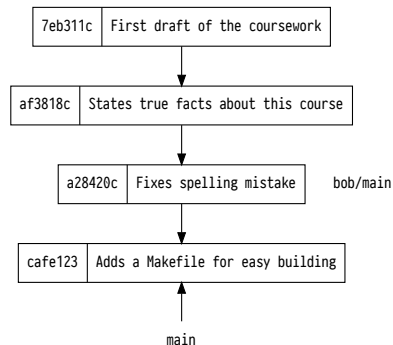 7eb311c First draft of the coursework
af3818c States true facts about this course
a28420c Fixes spelling mistake bob/main
cafe123 Adds a Makefile for easy building
main